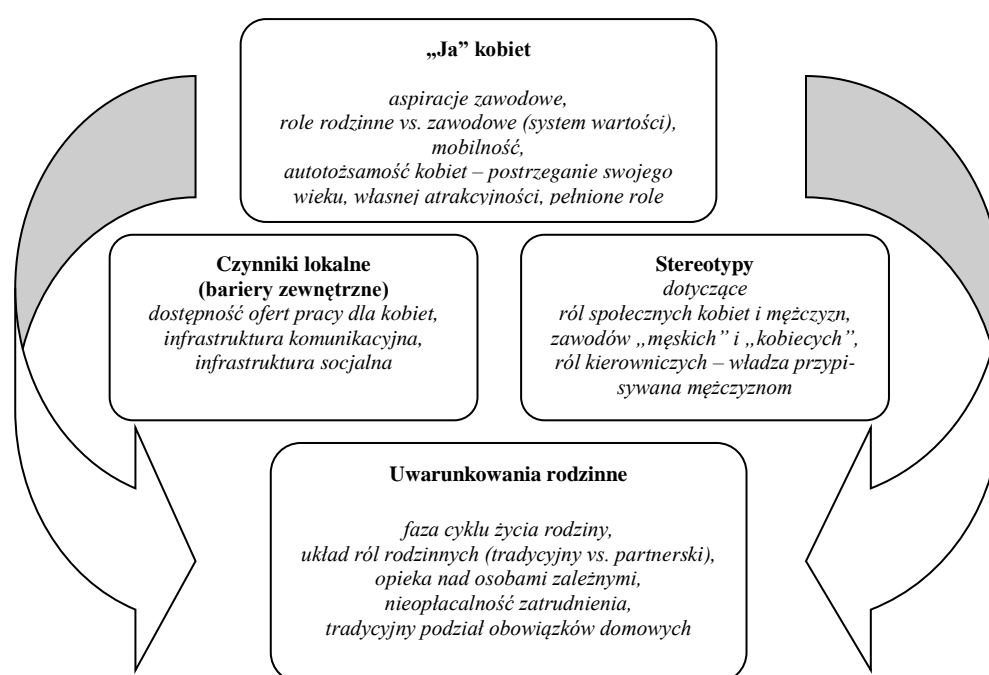 „Ja” kobiet
aspiracje zawodowe,
role rodzinne vs. zawodowe (system wartości),
mobilność,
autotożsamość kobiet – postrzeganie swojego
wieku, własnej atrakcyjności, pełnione role
Czynniki lokalne
(bariery zewnętrzne)
dostępność ofert pracy dla kobiet,
infrastruktura komunikacyjna,
infrastruktura socjalna
Stereotypy
dotyczące
ról społecznych kobiet i mężczyzn,
zawodów „męskich” i „kobiecych”,
ról kierowniczych – władza przypi-
sywana mężczyznom
Uwarunkowania rodzinne
faza cyklu życia rodziny,
układ ról rodzinnych (tradycyjny vs. partnerski),
opieka nad osobami zależnymi,
nieopłacalność zatrudnienia,
tradycyjny podział obowiązków domowych